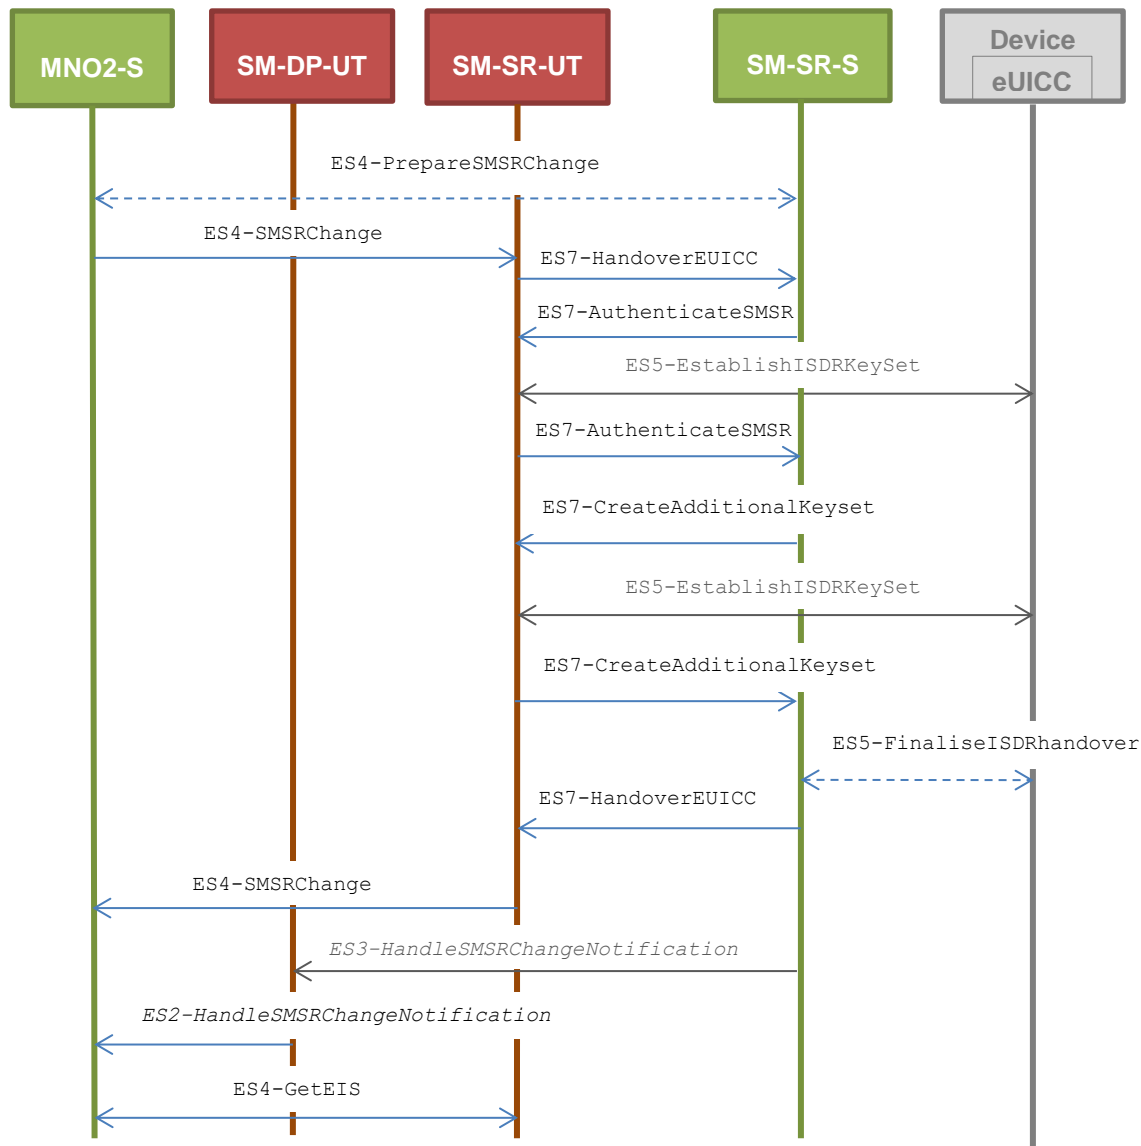 MNO2-S
SM-DP-UT
SM-SR-UT
SM-SR-S
Device
eUICC
ES4-PrepareSMSRChange
ES4-SMSRChange
ES7-HandoverEUICC
ES7-AuthenticateSMSR
ES5-EstablishISDRKeySet
ES7-AuthenticateSMSR
ES7-CreateAdditionalKeyset
ES5-EstablishISDRKeySet
ES7-CreateAdditionalKeyset
ES5-FinaliseISDRhandover
ES7-HandoverEUICC
ES4-SMSRChange
ES3-HandleSMSRChangeNotification
ES2-HandleSMSRChangeNotification
ES4-GetEIS